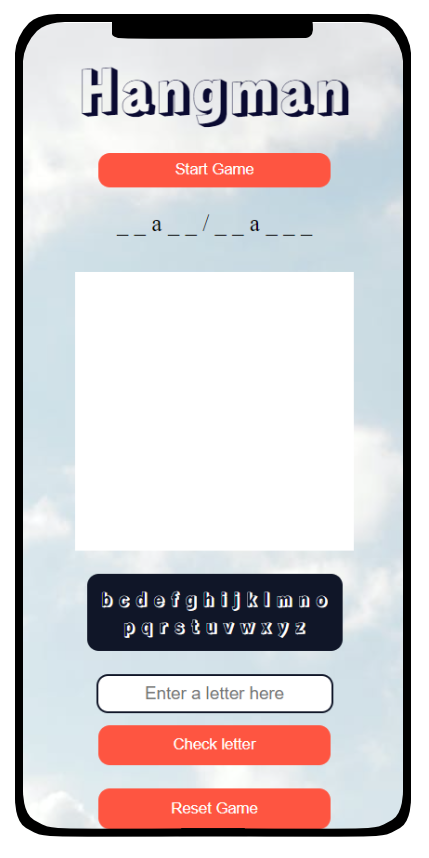 Hangman
Start Game
_ _ a _ _ / _ _ a _ _ _
b c d e f g h i j k l m n o
p q r s t u v w x y z
Enter a letter here
Check letter
Reset Game